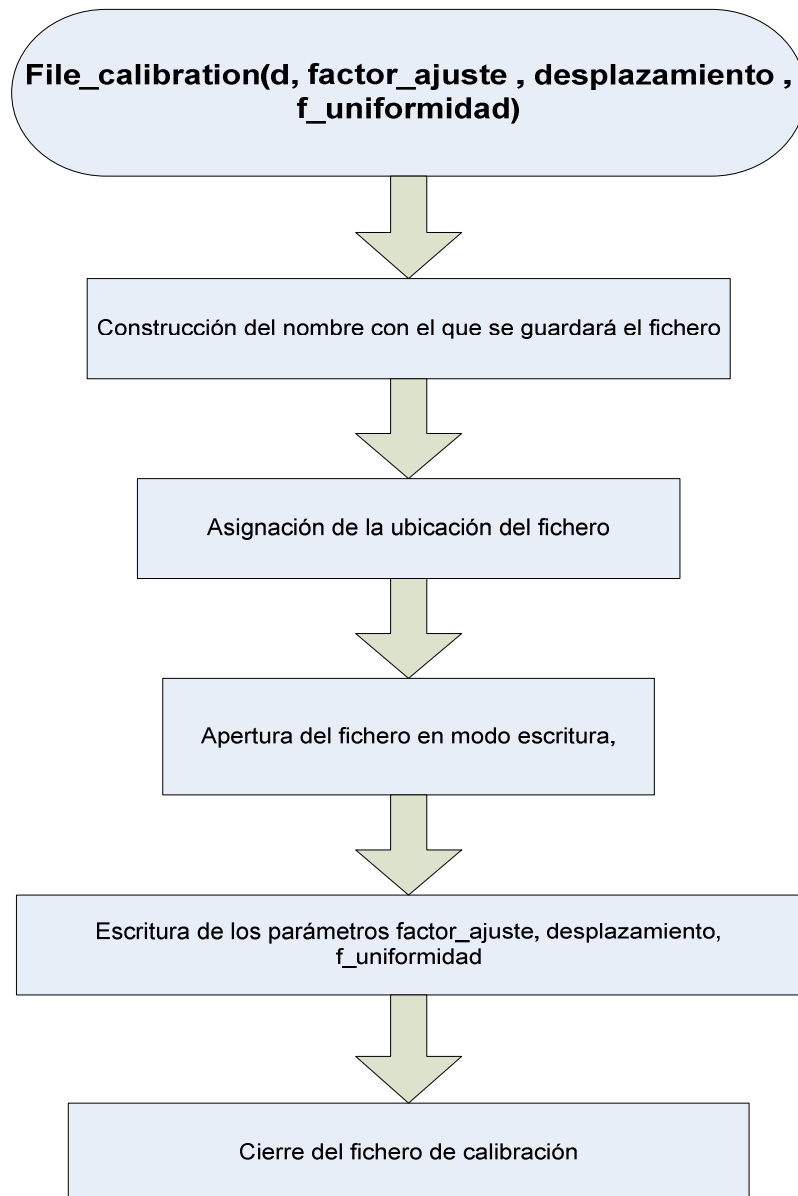 File_calibration(d, factor_ajuste , desplazamiento ,
f_uniformidad)
Construcción del nombre con el que se guardará el fichero
Asignación de la ubicación del fichero
Apertura del fichero en modo escritura,
Escritura de los parámetros factor_ajuste, desplazamiento,
f_uniformidad
Cierre del fichero de calibración